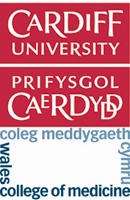 CARDIFF
UNIVERSITY
PRIFYSGOL
CAERDYDD
coleg meddygaeth
cymru
wales
college of medicine